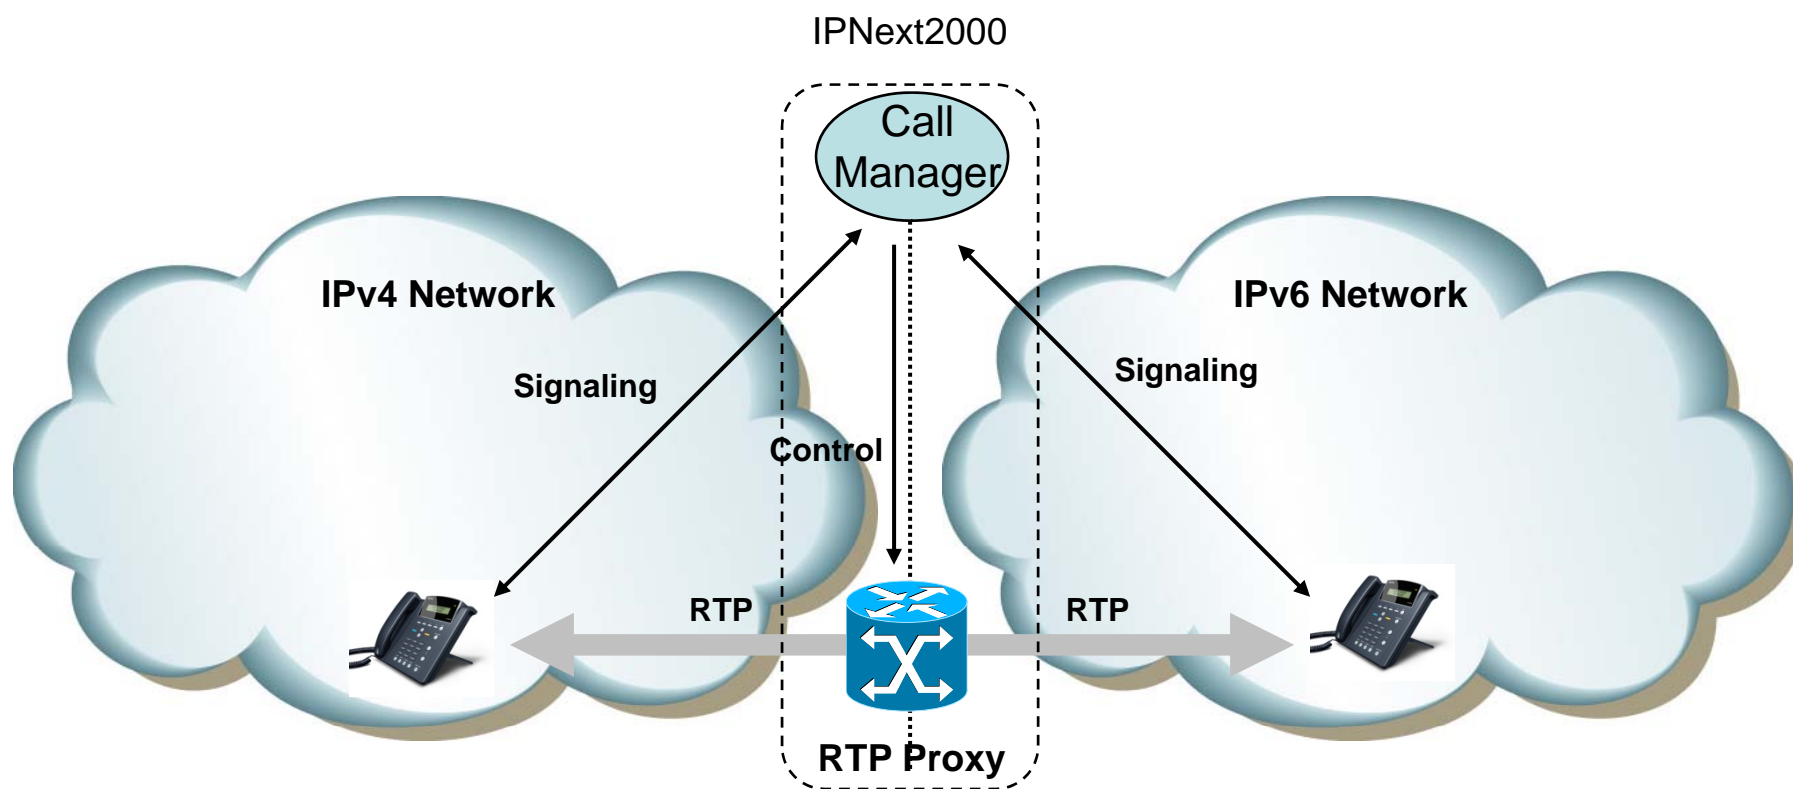 IPNext2000
Call
Manager
IPv4 Network
IPv6 Network
Signaling
Signaling
Control
RTP
RTP
RTP Proxy